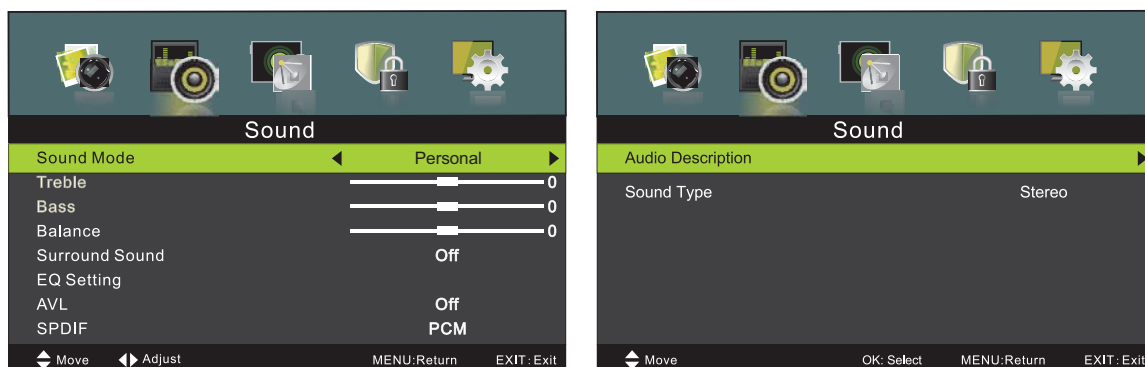 Sound
Sound Mode Personal
Treble 0
Bass 0
Balance 0
Surround Sound Off
EQ Setting
AVL Off
SPDIF PCM
Move Adjust MENU:Return EXIT:Exit
Sound
Audio Description
Sound Type Stereo
Move OK: Select MENU:Return EXIT:Exit